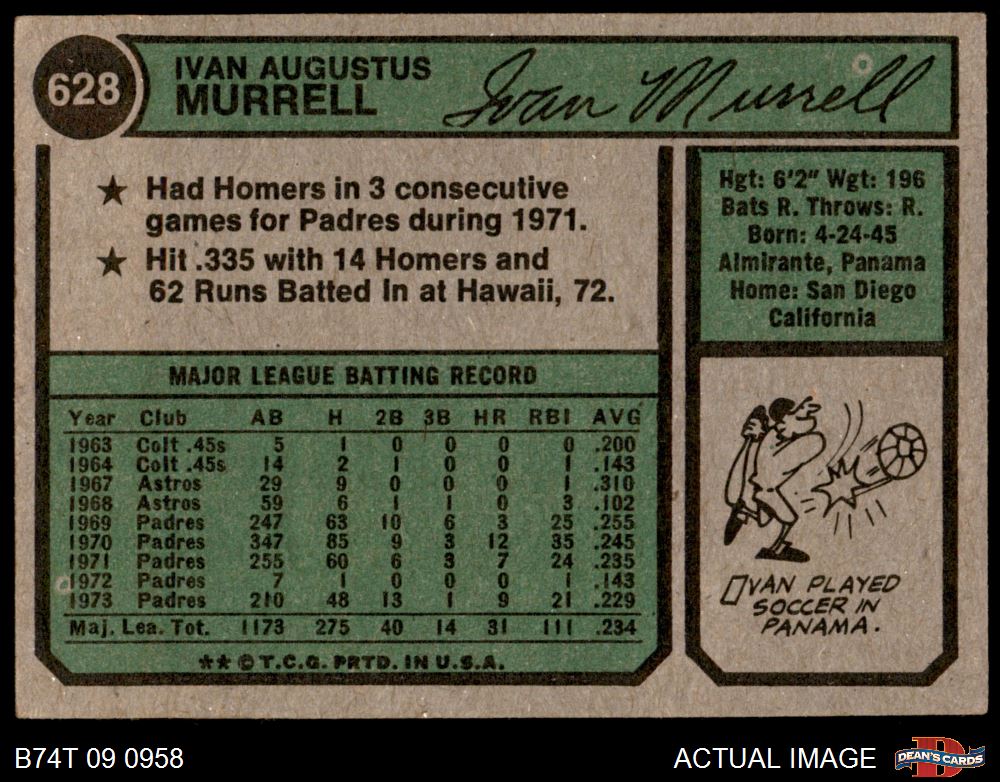 628
IVAN AUGUSTUS
MURRELL
Ivan Murrell
★ Had Homers in 3 consecutive
games for Padres during 1971.
★ Hit .335 with 14 Homers and
62 Runs Batted In at Hawaii, 72.
Hgt: 6'2" Wgt: 196
Bats R. Throws: R.
Born: 4-24-45
Almirante, Panama
Home: San Diego
California
MAJOR LEAGUE BATTING RECORD
Year Club AB H 2B 3B HR RBI AVG
1963 Colt .45s 5 1 0 0 0 0 .200
1964 Colt .45s 14 2 1 0 0 1 .143
1967 Astros 29 9 0 0 0 1 .310
1968 Astros 59 6 1 1 0 3 .102
1969 Padres 247 63 10 6 3 25 .255
1970 Padres 347 85 9 3 12 35 .245
1971 Padres 255 60 6 3 7 24 .235
1972 Padres 7 1 0 0 0 1 .143
1973 Padres 210 48 13 1 9 21 .229
Maj. Lea. Tot. 1173 275 40 14 31 111 .234
★★ © T.C.G. PRTD. IN U.S.A.
IVAN PLAYED
SOCCER IN
PANAMA.
B74T 09 0958
ACTUAL IMAGE
D
DEAN'S CARDS